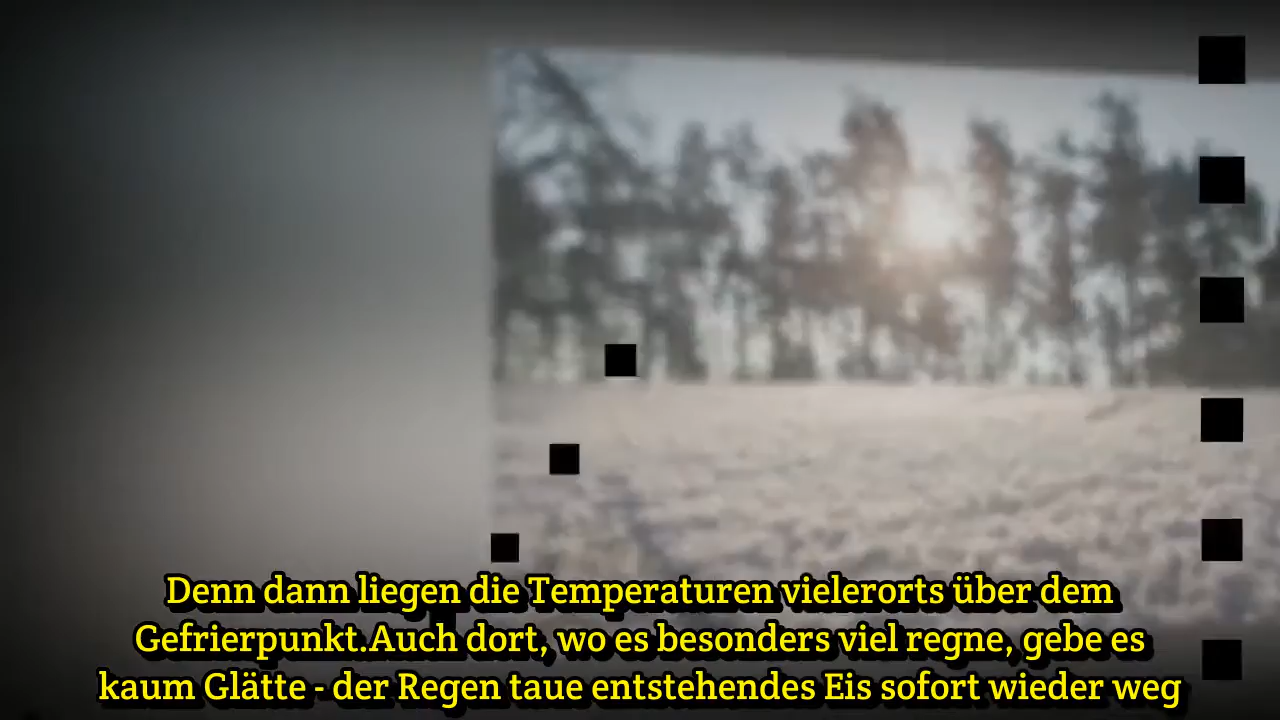 Denn dann liegen die Temperaturen vielerorts über dem
Gefrierpunkt.Auch dort, wo es besonders viel regne, gebe es
kaum Glätte - der Regen taue entstehendes Eis sofort wieder weg